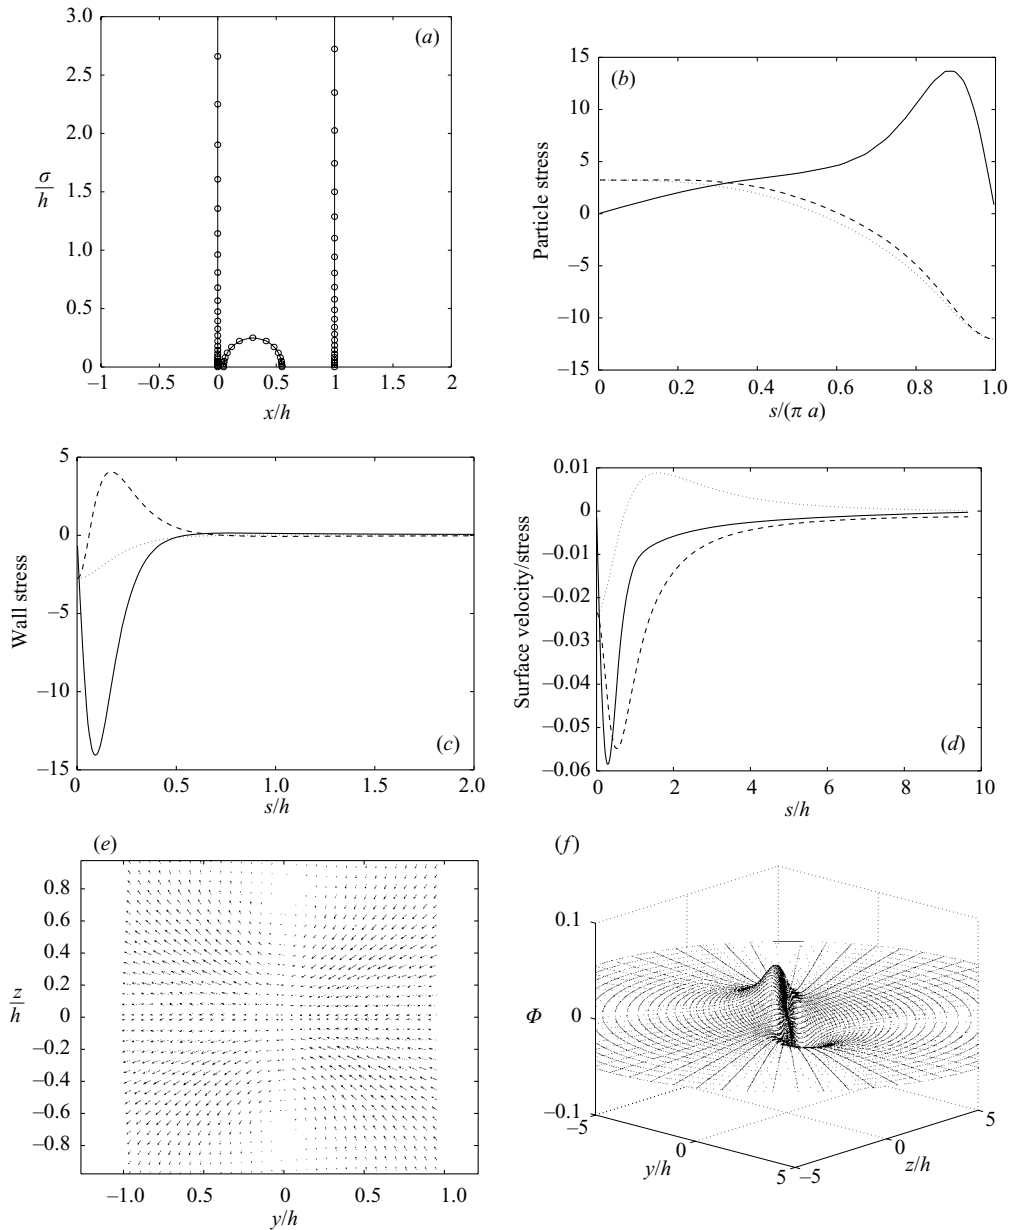 (a)
3.0
2.5
2.0
1.5
1.0
0.5
0
σ/h
–1 –0.5 0 0.5 1 1.5 2
x/h
(b)
15
10
5
0
–5
–10
–15
Particle stress
0 0.2 0.4 0.6 0.8 1.0
s/(π a)
5
0
–5
–10
–15
Wall stress
(c)
0 0.5 1.0 1.5 2.0
s/h
0.01
0
–0.01
–0.02
–0.03
–0.04
–0.05
–0.06
Surface velocity/stress
(d)
0 2 4 6 8 10
s/h
(e)
0.8
0.6
0.4
0.2
0
–0.2
–0.4
–0.6
–0.8
z/h
–1.0 –0.5 0 0.5 1.0
y/h
(f)
0.1
0
–0.1
Φ
–5 0 5
y/h
–5 0 5
z/h